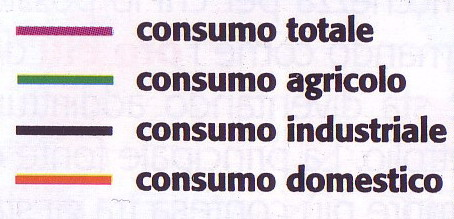 consumo totale
consumo agricolo
consumo industriale
consumo domestico